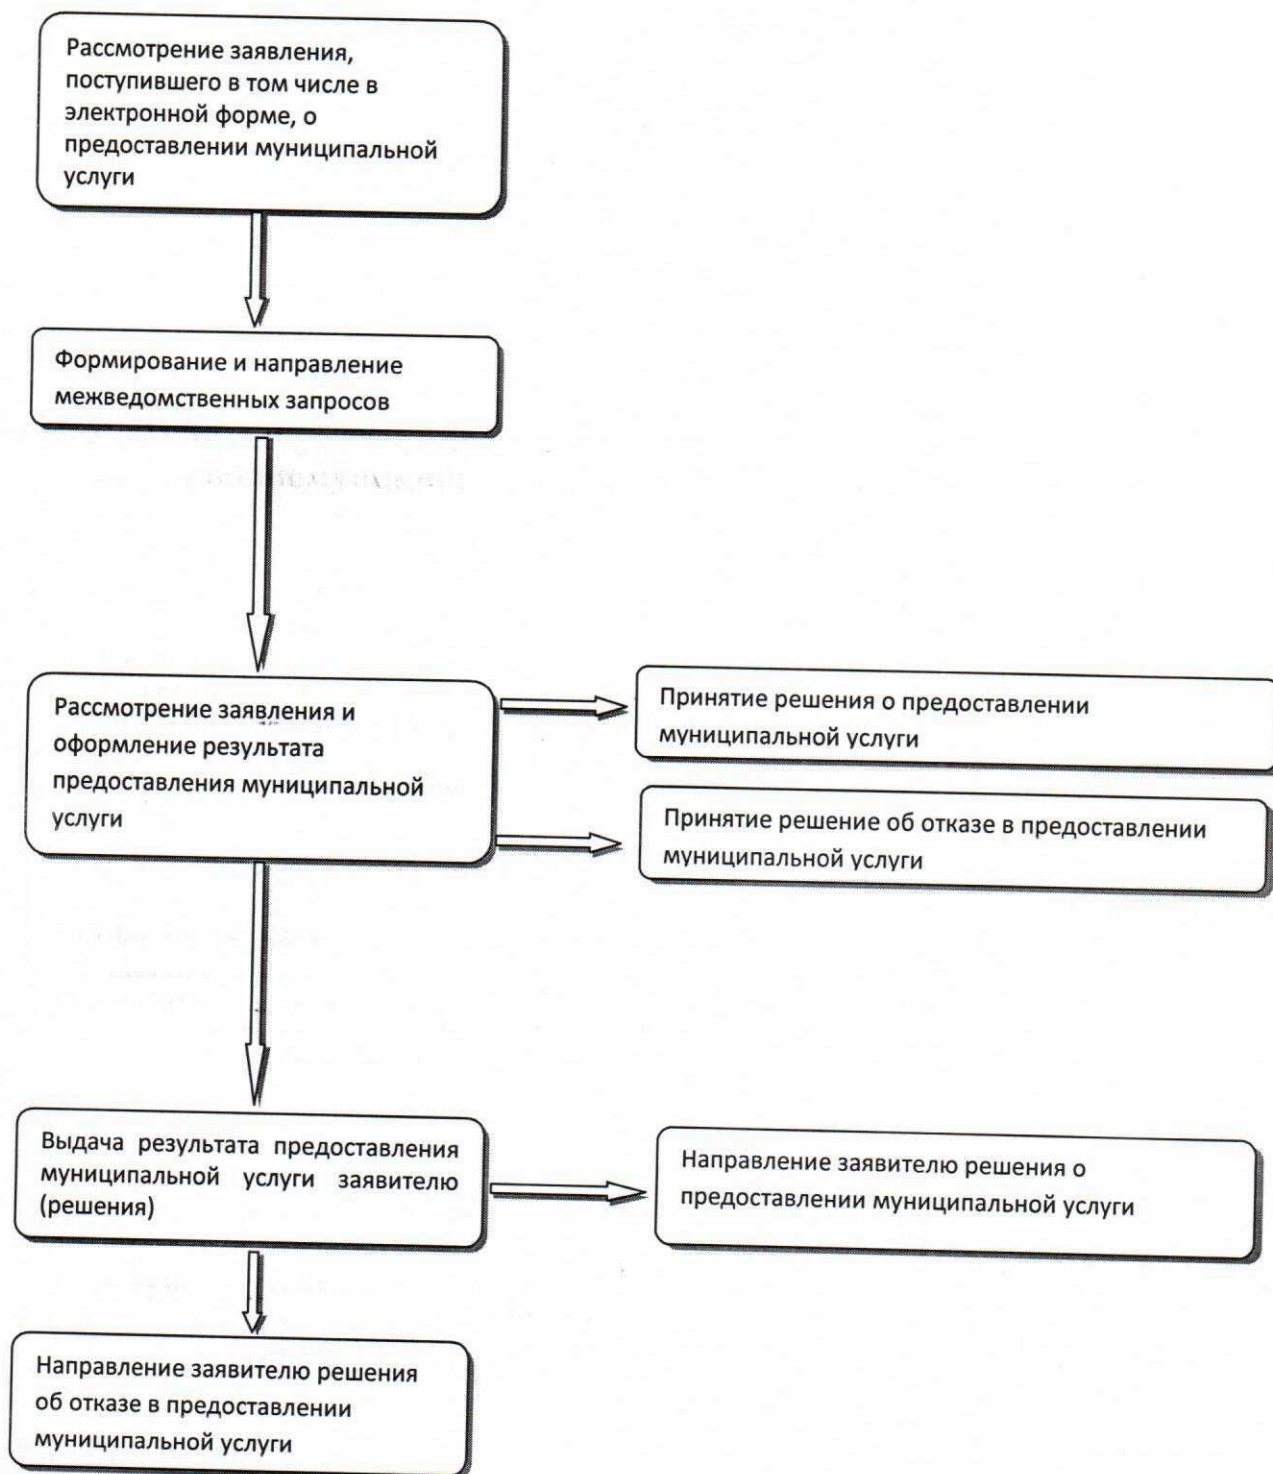 Рассмотрение заявления,
поступившего в том числе в
электронной форме, о
предоставлении муниципальной
услуги
Формирование и направление
межведомственных запросов
Рассмотрение заявления и
оформление результата
предоставления муниципальной
услуги
Принятие решения о предоставлении
муниципальной услуги
Принятие решение об отказе в предоставлении
муниципальной услуги
Выдача результата предоставления
муниципальной услуги заявителю
(решения)
Направление заявителю решения о
предоставлении муниципальной услуги
Направление заявителю решения
об отказе в предоставлении
муниципальной услуги